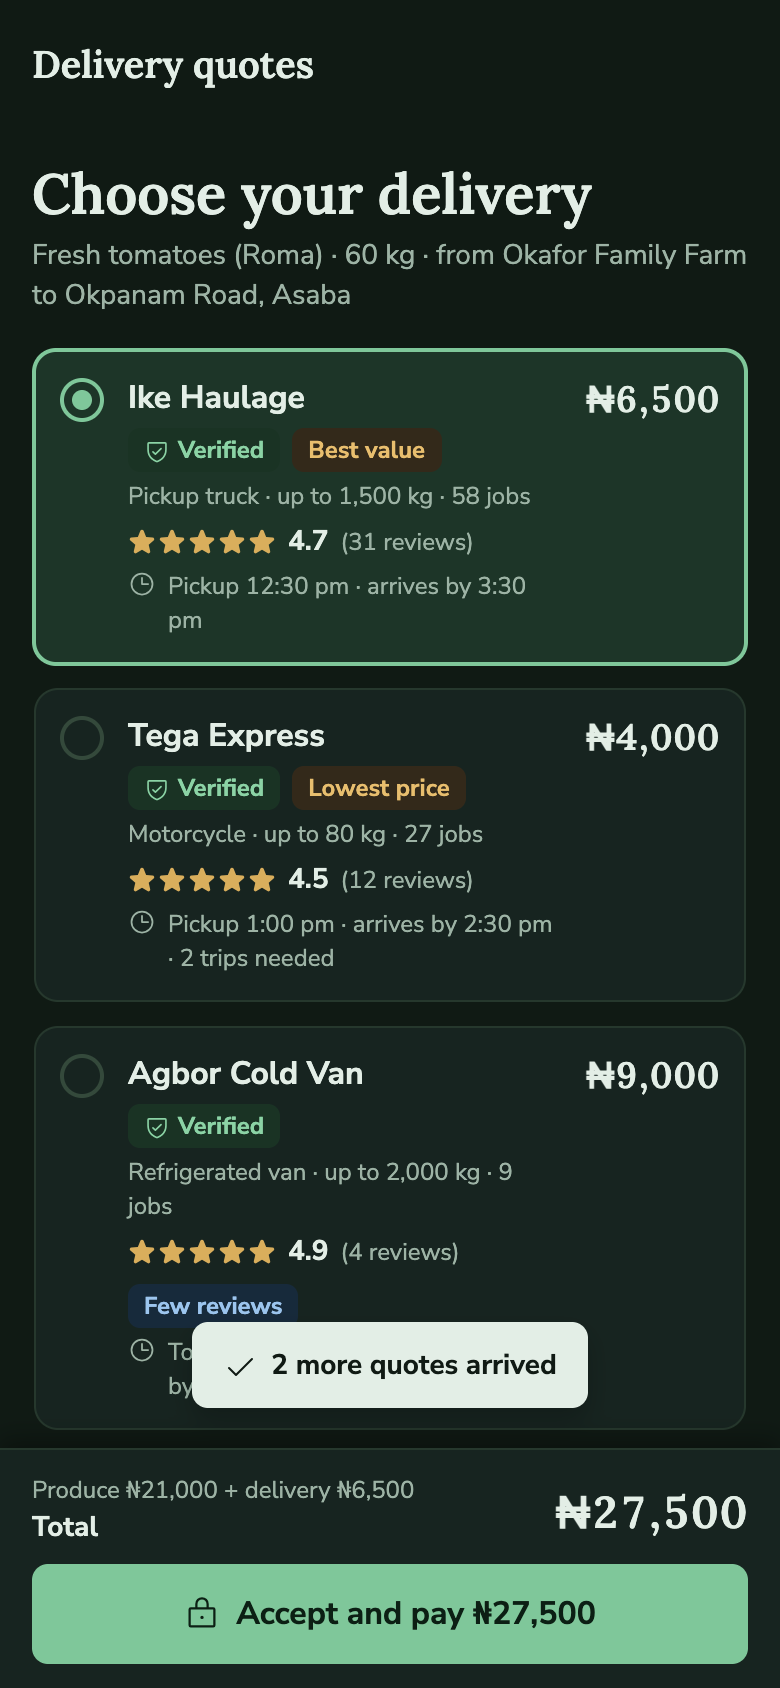 Delivery quotes
Choose your delivery
Fresh tomatoes (Roma) · 60 kg · from Okafor Family Farm
to Okpanam Road, Asaba
Ike Haulage
₦6,500
Verified
Best value
Pickup truck · up to 1,500 kg · 58 jobs
4.7 (31 reviews)
Pickup 12:30 pm · arrives by 3:30
pm
Tega Express
₦4,000
Verified
Lowest price
Motorcycle · up to 80 kg · 27 jobs
4.5 (12 reviews)
Pickup 1:00 pm · arrives by 2:30 pm
· 2 trips needed
Agbor Cold Van
₦9,000
Verified
Refrigerated van · up to 2,000 kg · 9
jobs
4.9 (4 reviews)
Few reviews
by
2 more quotes arrived
Produce ₦21,000 + delivery ₦6,500
Total
₦27,500
Accept and pay ₦27,500